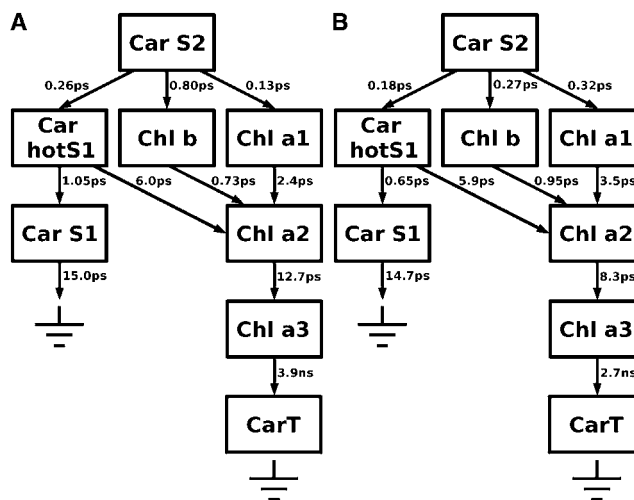 A
Car S2
0.26ps
0.80ps
0.13ps
Car
hotS1
Chl b
Chl a1
1.05ps
6.0ps
0.73ps
2.4ps
Car S1
Chl a2
15.0ps
12.7ps
Chl a3
3.9ns
CarT
B
Car S2
0.18ps
0.27ps
0.32ps
Car
hotS1
Chl b
Chl a1
0.65ps
5.9ps
0.95ps
3.5ps
Car S1
Chl a2
14.7ps
8.3ps
Chl a3
2.7ns
CarT